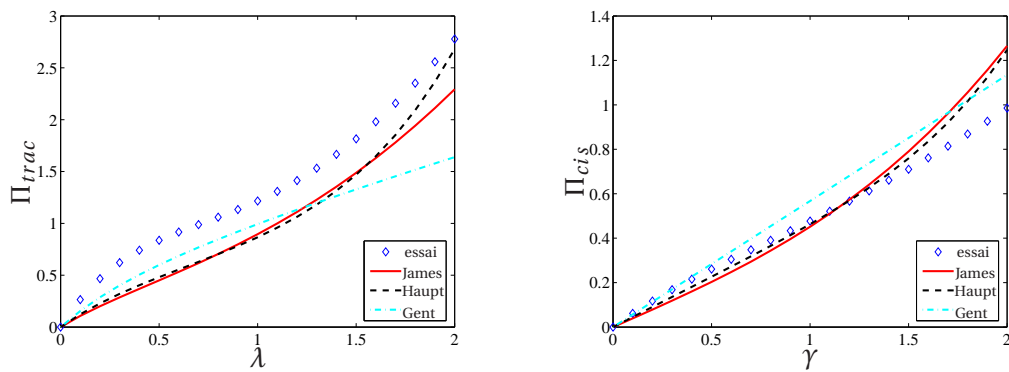 3
2.5
2
1.5
1
0.5
0
Π_trac
0 0.5 1 1.5 2
λ
essai
James
Haupt
Gent
1.4
1.2
1
0.8
0.6
0.4
0.2
0
Π_cis
0 0.5 1 1.5 2
γ
essai
James
Haupt
Gent